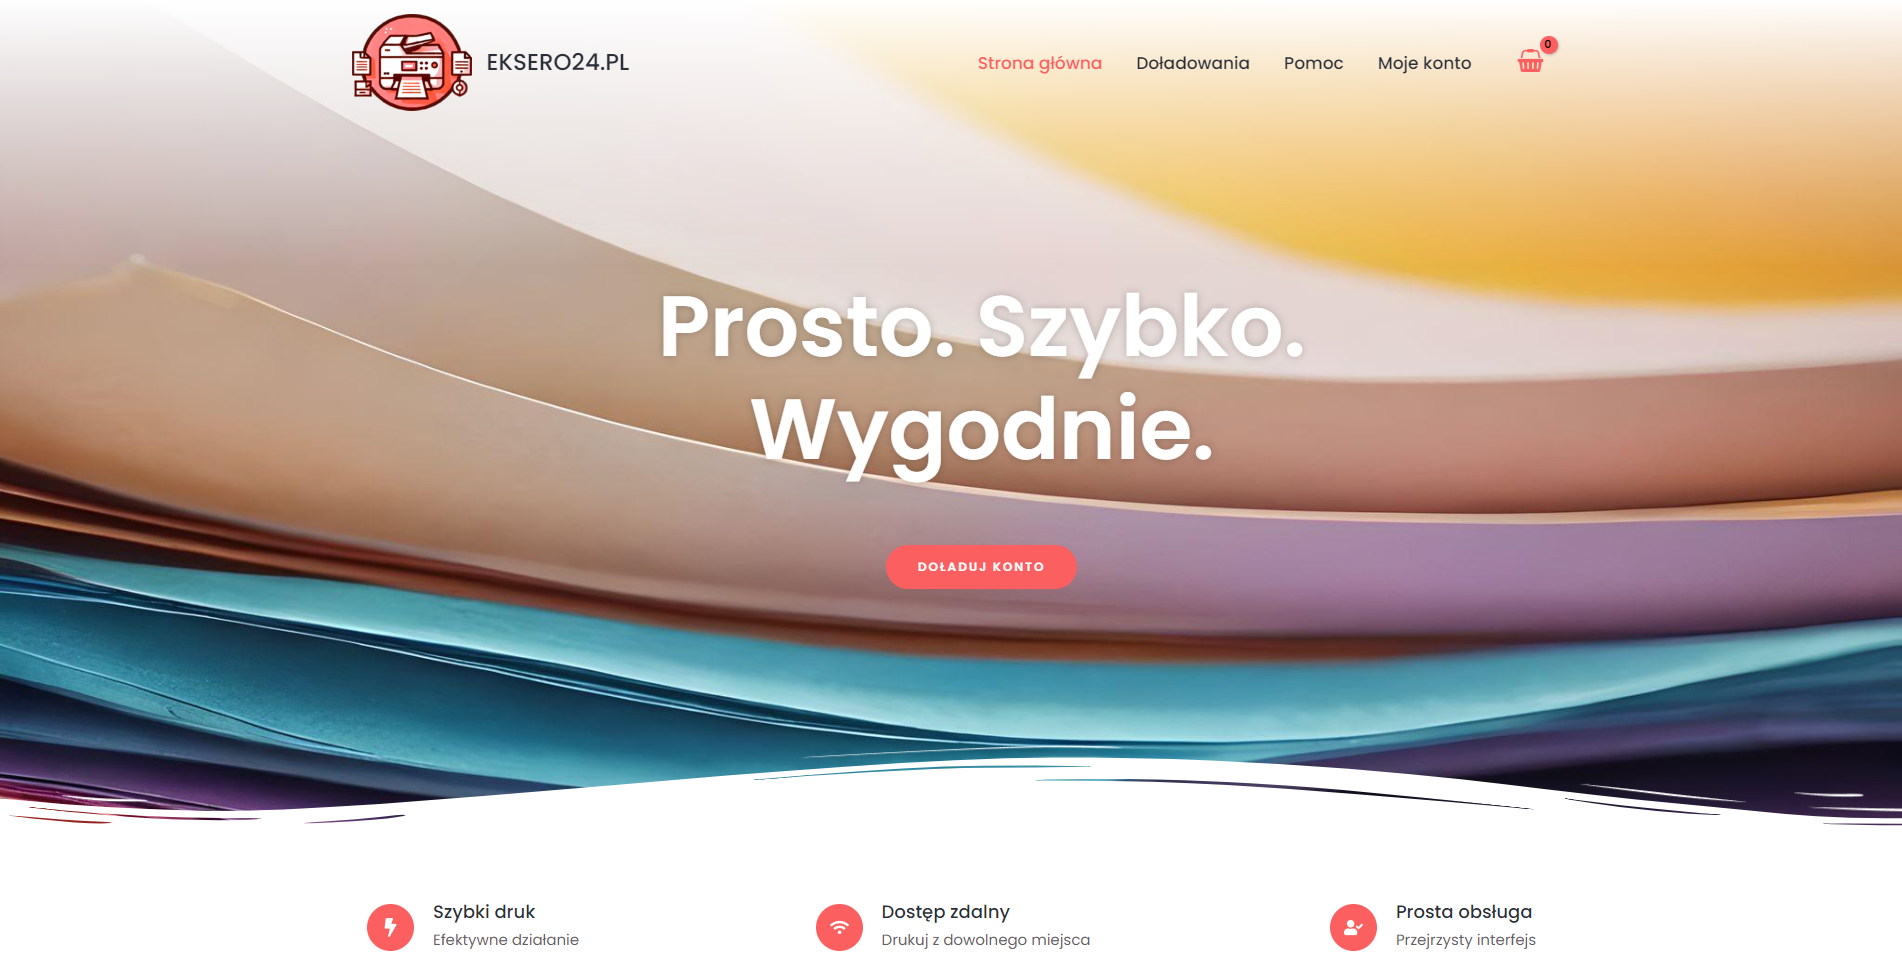 EKSERO24.PL
Strona główna
Doładowania
Pomoc
Moje konto
0
Prosto. Szybko.
Wygodnie.
DOŁADUJ KONTO
Szybki druk
Efektywne działanie
Dostęp zdalny
Drukuj z dowolnego miejsca
Prosta obsługa
Przejrzysty interfejs